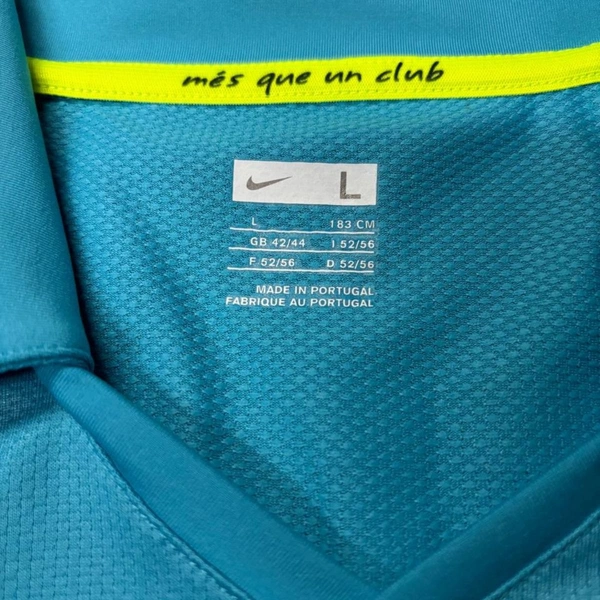 més que un club
L
L 183 CM
GB 42/44 I 52/56
F 52/56 D 52/56
MADE IN PORTUGAL
FABRIQUE AU PORTUGAL